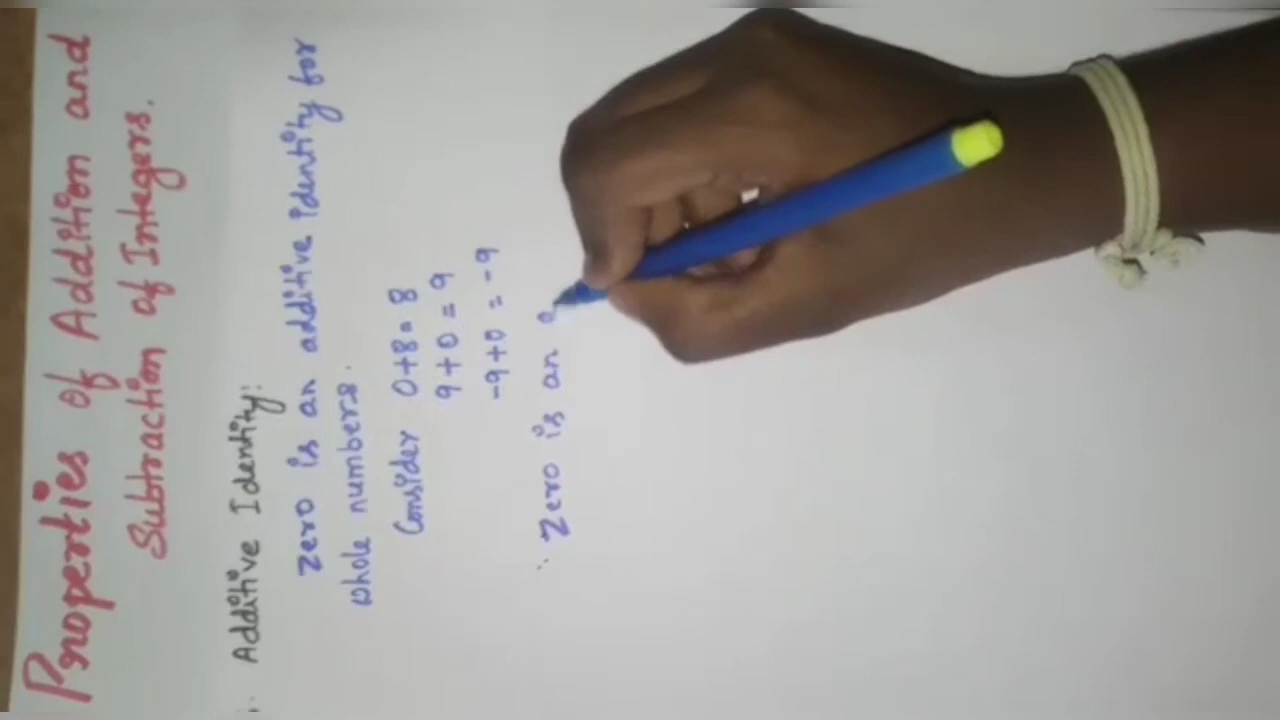 Properties of Addition and
Subtraction of Integers.
Additive Identity:
Zero is an additive identity for
whole numbers.
Consider 0+8=8
9+0=9
-9+0=-9
∴ Zero is an a